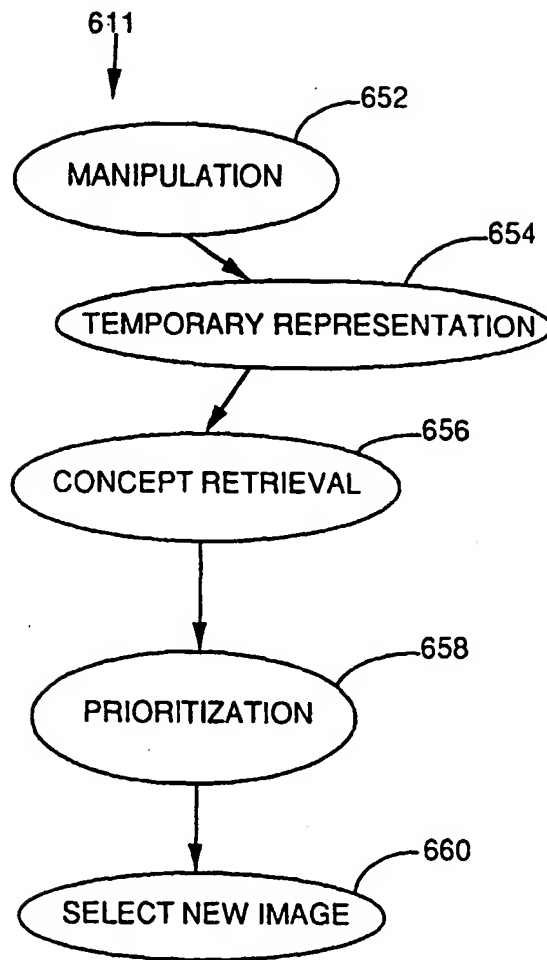 611
652
MANIPULATION
654
TEMPORARY REPRESENTATION
656
CONCEPT RETRIEVAL
658
PRIORITIZATION
660
SELECT NEW IMAGE